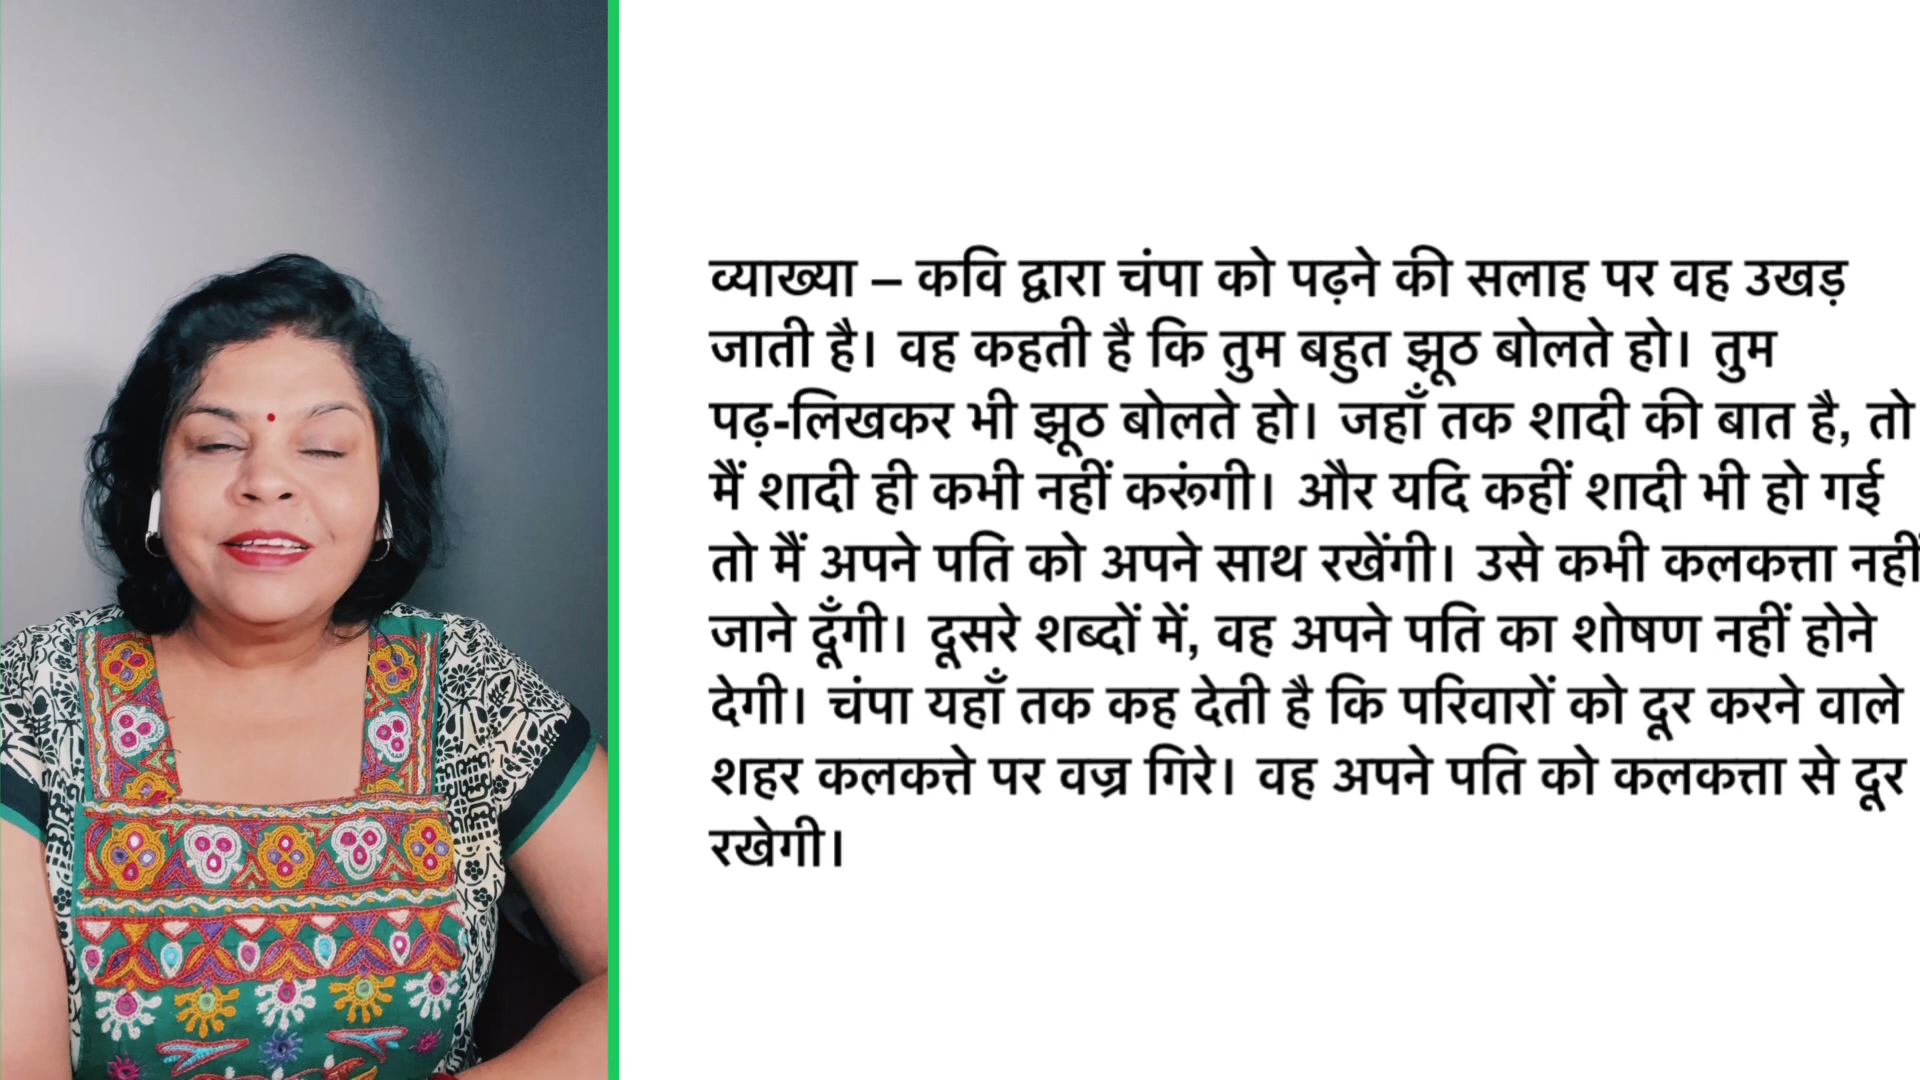 व्याख्या – कवि द्वारा चंपा को पढ़ने की सलाह पर वह उखड़
जाती है। वह कहती है कि तुम बहुत झूठ बोलते हो। तुम
पढ़-लिखकर भी झूठ बोलते हो। जहाँ तक शादी की बात है, तो
मैं शादी ही कभी नहीं करूंगी। और यदि कहीं शादी भी हो गई
तो मैं अपने पति को अपने साथ रखेंगी। उसे कभी कलकत्ता नहीं
जाने दूँगी। दूसरे शब्दों में, वह अपने पति का शोषण नहीं होने
देगी। चंपा यहाँ तक कह देती है कि परिवारों को दूर करने वाले
शहर कलकत्ते पर वज्र गिरे। वह अपने पति को कलकत्ता से दूर
रखेगी।